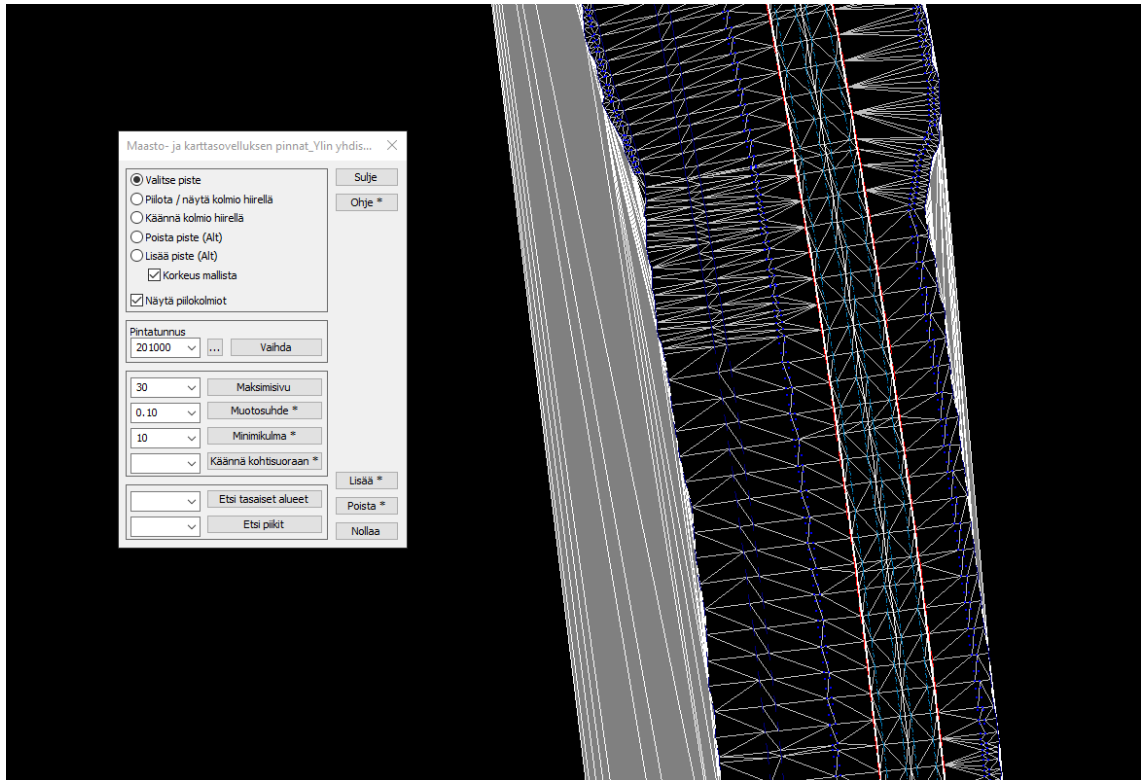 Maasto- ja karttasovelluksen pinnat_Ylin yhdis...
Valitse piste
Piilota / näytä kolmio hiirellä
Käännä kolmio hiirellä
Poista piste (Alt)
Lisää piste (Alt)
Korkeus mallista
Näytä piilokolmiot
Sulje
Ohje *
Pintatunnus
201000 ... Vaihda
30 Maksimisivu
0.10 Muotosuhde *
10 Minimikulma *
Käännä kohtisuoraan *
Etsi tasaiset alueet
Etsi piikit
Lisää *
Poista *
Nollaa